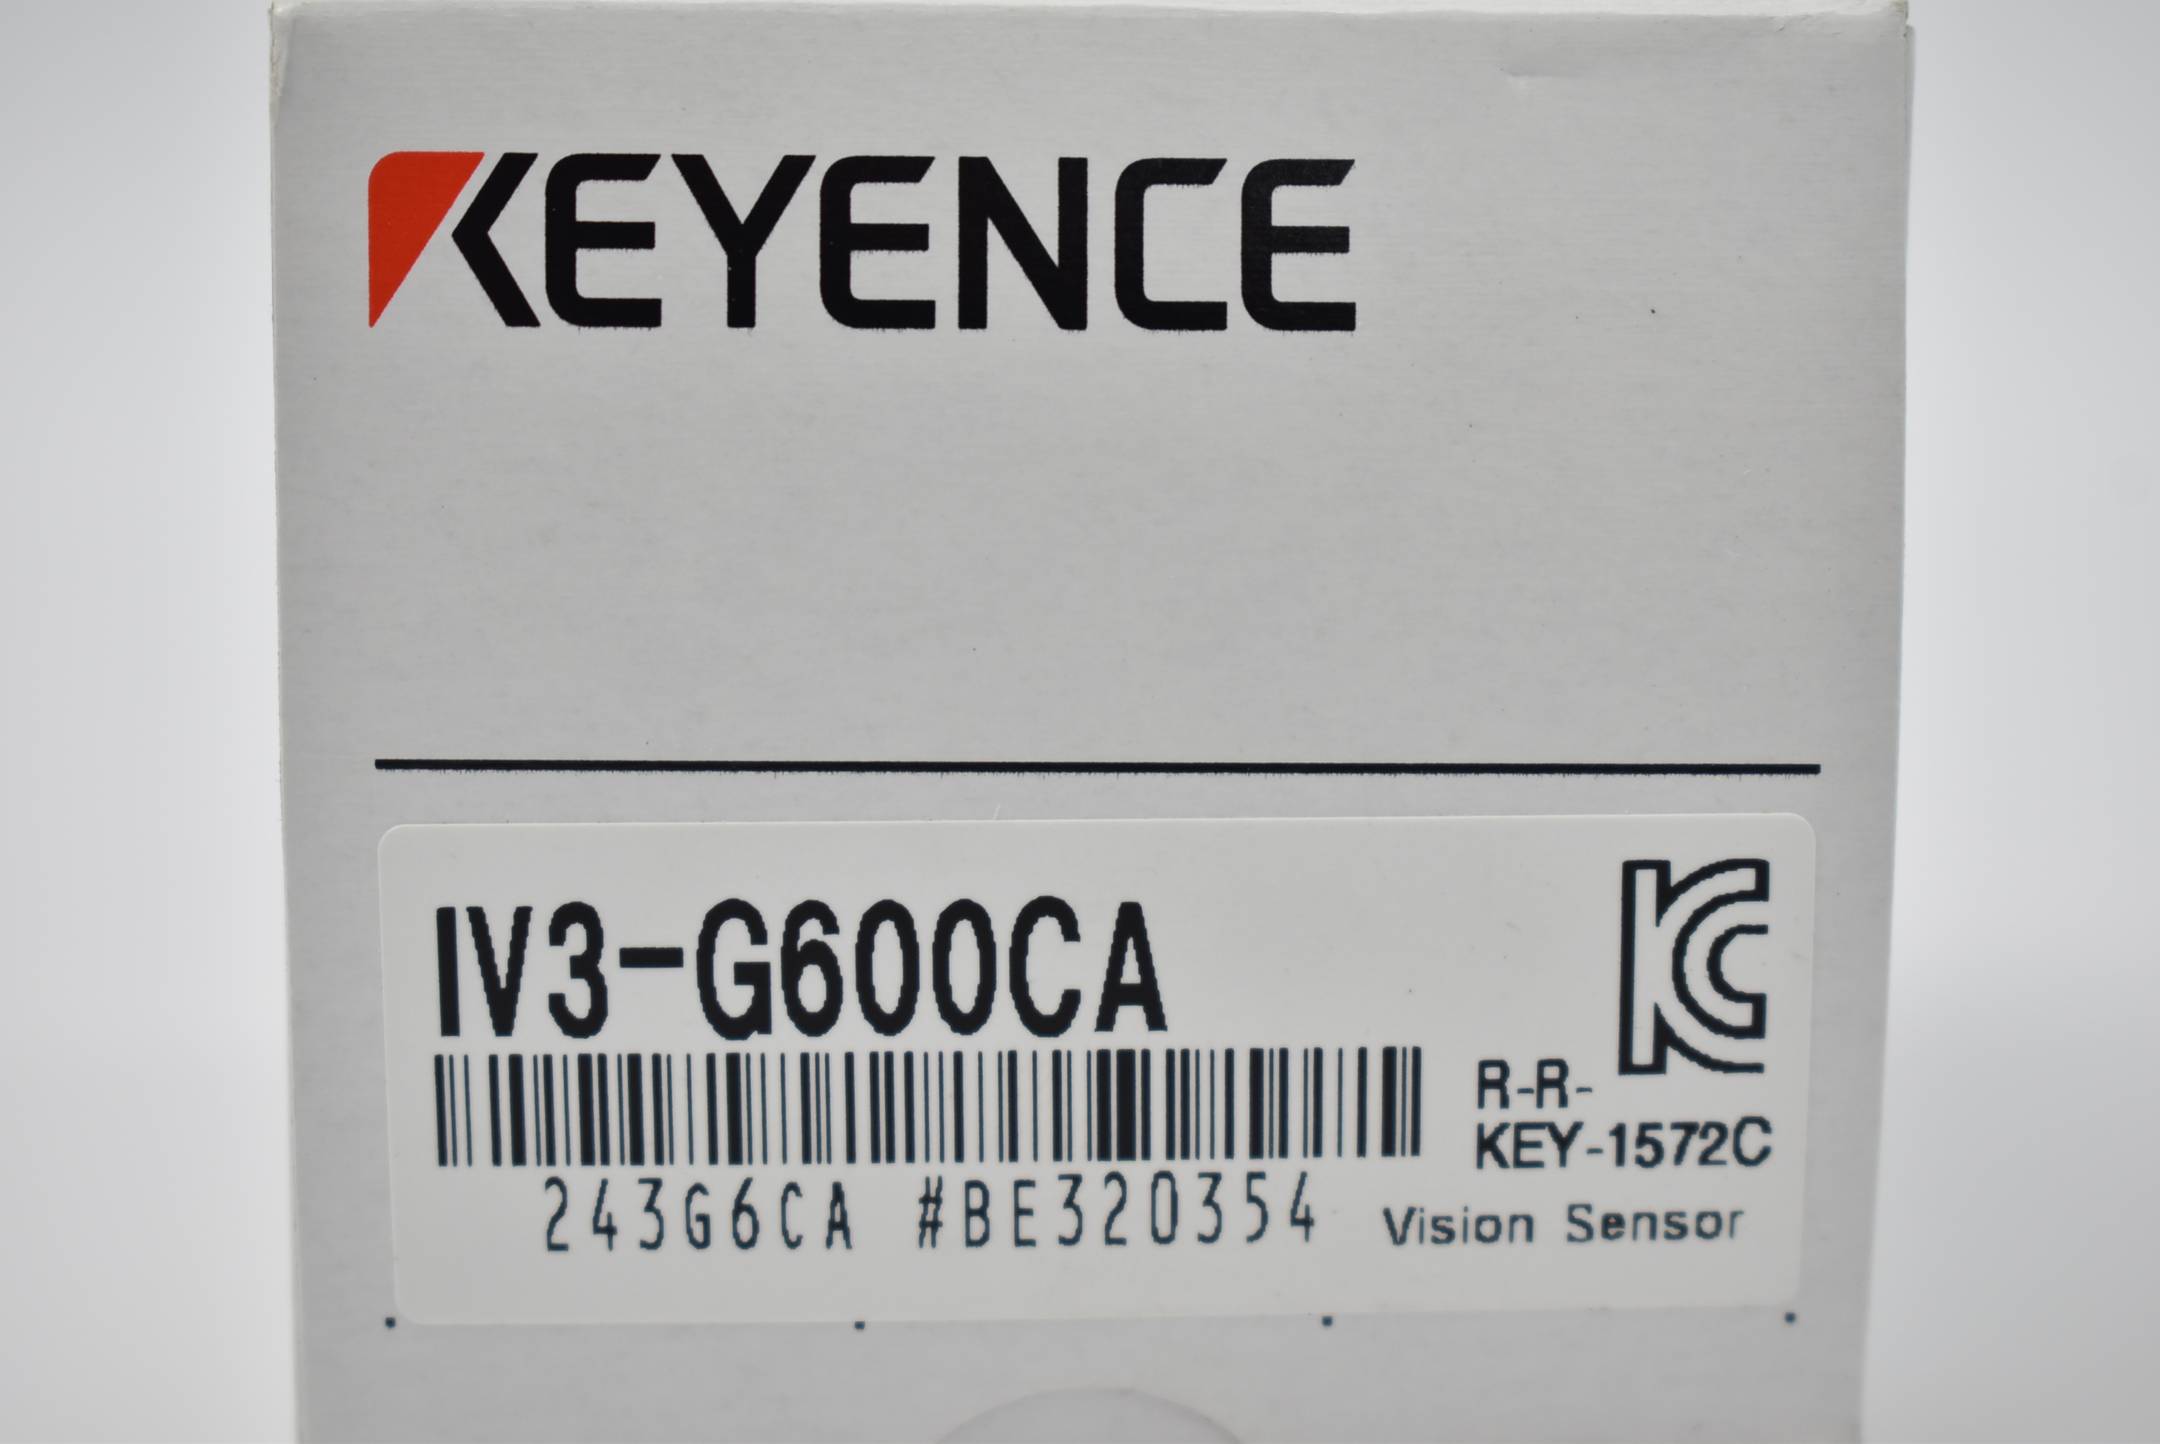 KEYENCE
IV3-G600CA
R-R-
KEY-1572C
243G6CA #BE320354
Vision Sensor